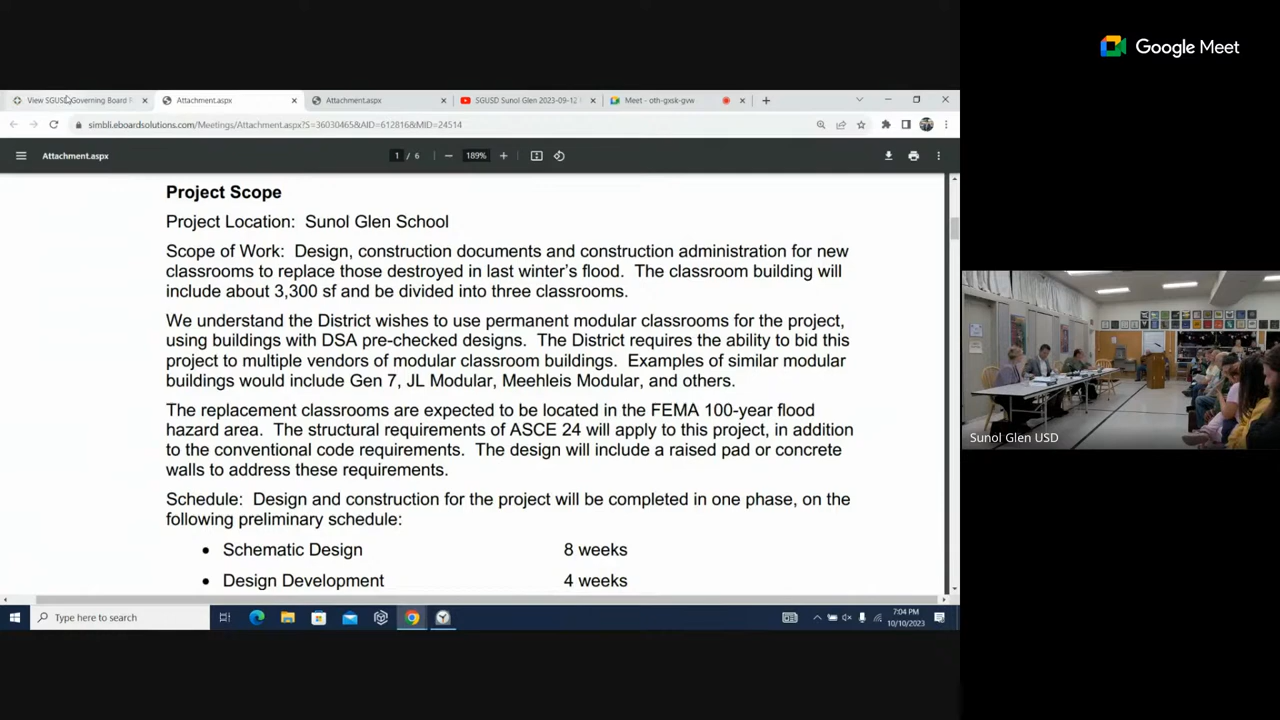 Google Meet
View SGUSD Governing Board
Attachment.aspx
Attachment.aspx
SGUSD Sunol Glen 2023-09-12
Meet - oth-gxsk-gvw
simbli.eboardsolutions.com/Meetings/Attachment.aspx?S=36030465&AID=612816&MID=24514
Attachment.aspx
1 / 6
189%
Project Scope
Project Location: Sunol Glen School
Scope of Work: Design, construction documents and construction administration for new
classrooms to replace those destroyed in last winter's flood. The classroom building will
include about 3,300 sf and be divided into three classrooms.
We understand the District wishes to use permanent modular classrooms for the project,
using buildings with DSA pre-checked designs. The District requires the ability to bid this
project to multiple vendors of modular classroom buildings. Examples of similar modular
buildings would include Gen 7, JL Modular, Meehleis Modular, and others.
The replacement classrooms are expected to be located in the FEMA 100-year flood
hazard area. The structural requirements of ASCE 24 will apply to this project, in addition
to the conventional code requirements. The design will include a raised pad or concrete
walls to address these requirements.
Schedule: Design and construction for the project will be completed in one phase, on the
following preliminary schedule:
• Schematic Design 8 weeks
• Design Development 4 weeks
Sunol Glen USD
Type here to search
7:04 PM
10/10/2023